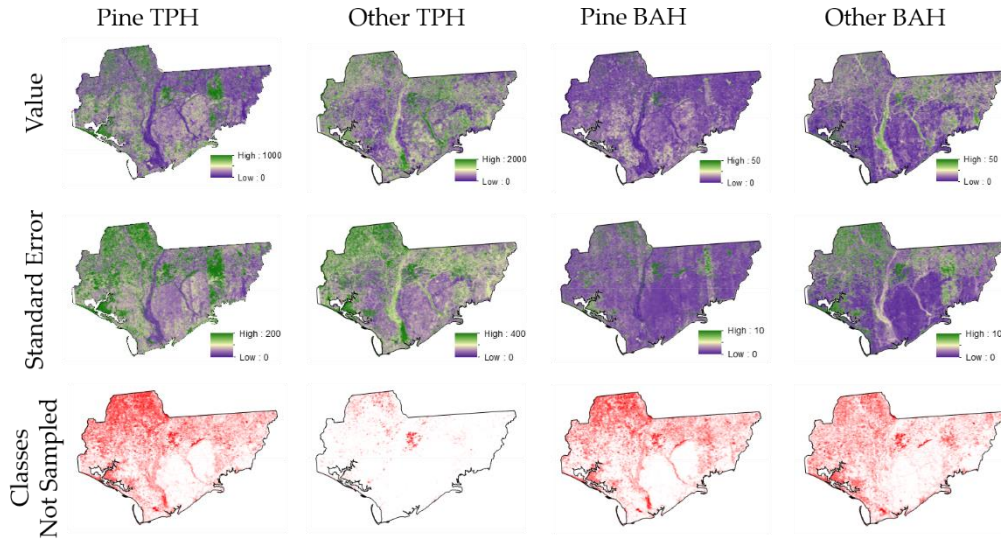 Pine TPH Other TPH Pine BAH Other BAH
Value
High : 1000 High : 2000 High : 50 High : 50
Low : 0 Low : 0 Low : 0 Low : 0
Standard Error
High : 200 High : 400 High : 10 High : 10
Low : 0 Low : 0 Low : 0 Low : 0
Classes
Not Sampled